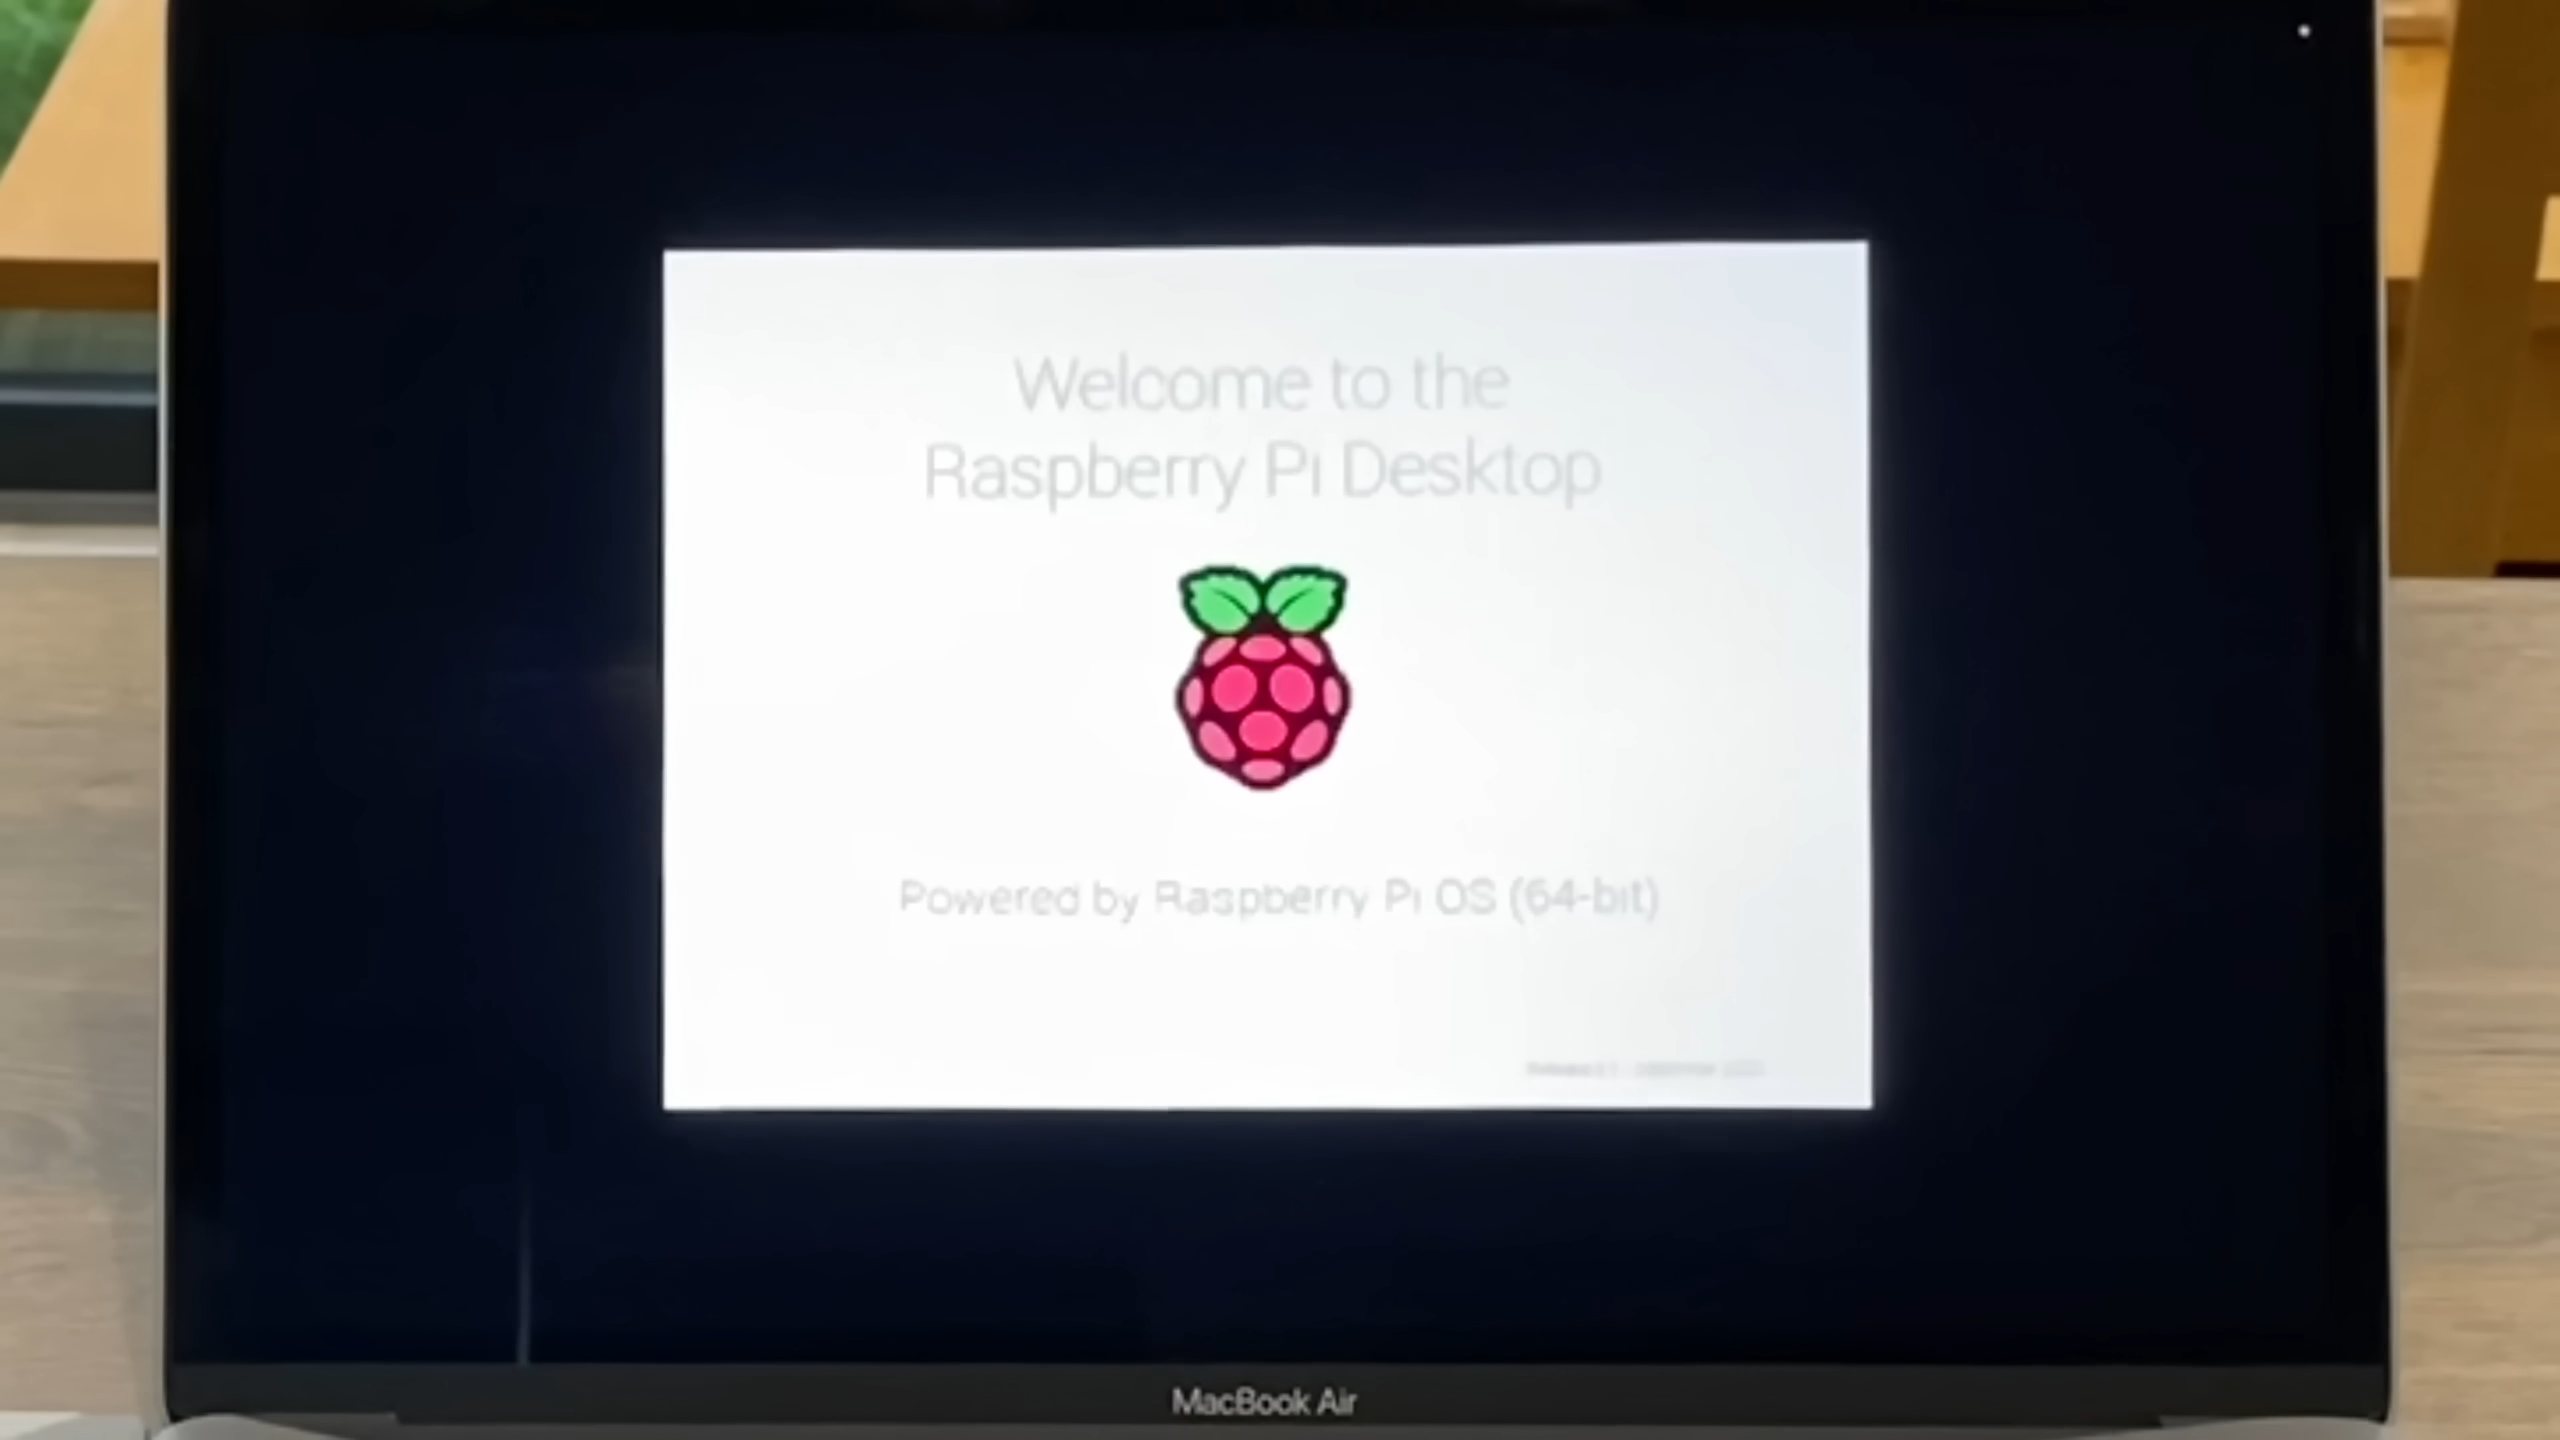 Welcome to the
Raspberry Pi Desktop
Powered by Raspberry Pi OS (64-bit)
MacBook Air